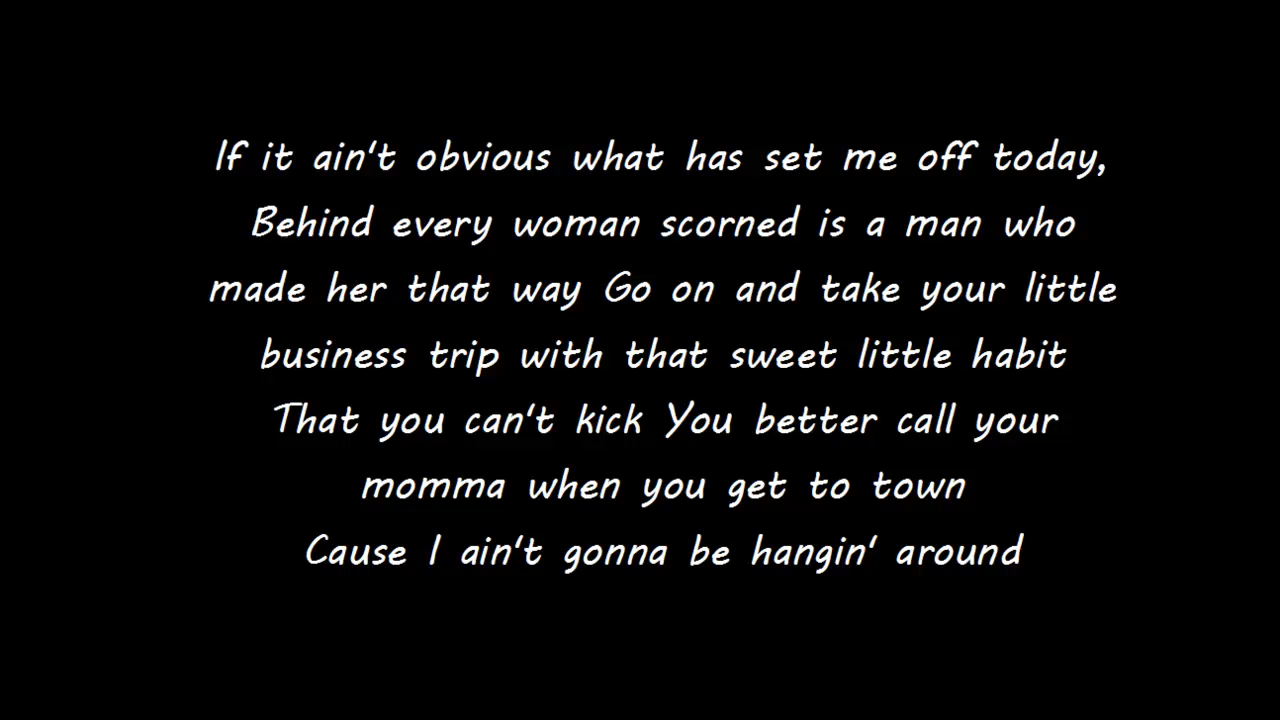 If it ain't obvious what has set me off today,
Behind every woman scorned is a man who
made her that way Go on and take your little
business trip with that sweet little habit
That you can't kick You better call your
momma when you get to town
Cause I ain't gonna be hangin' around